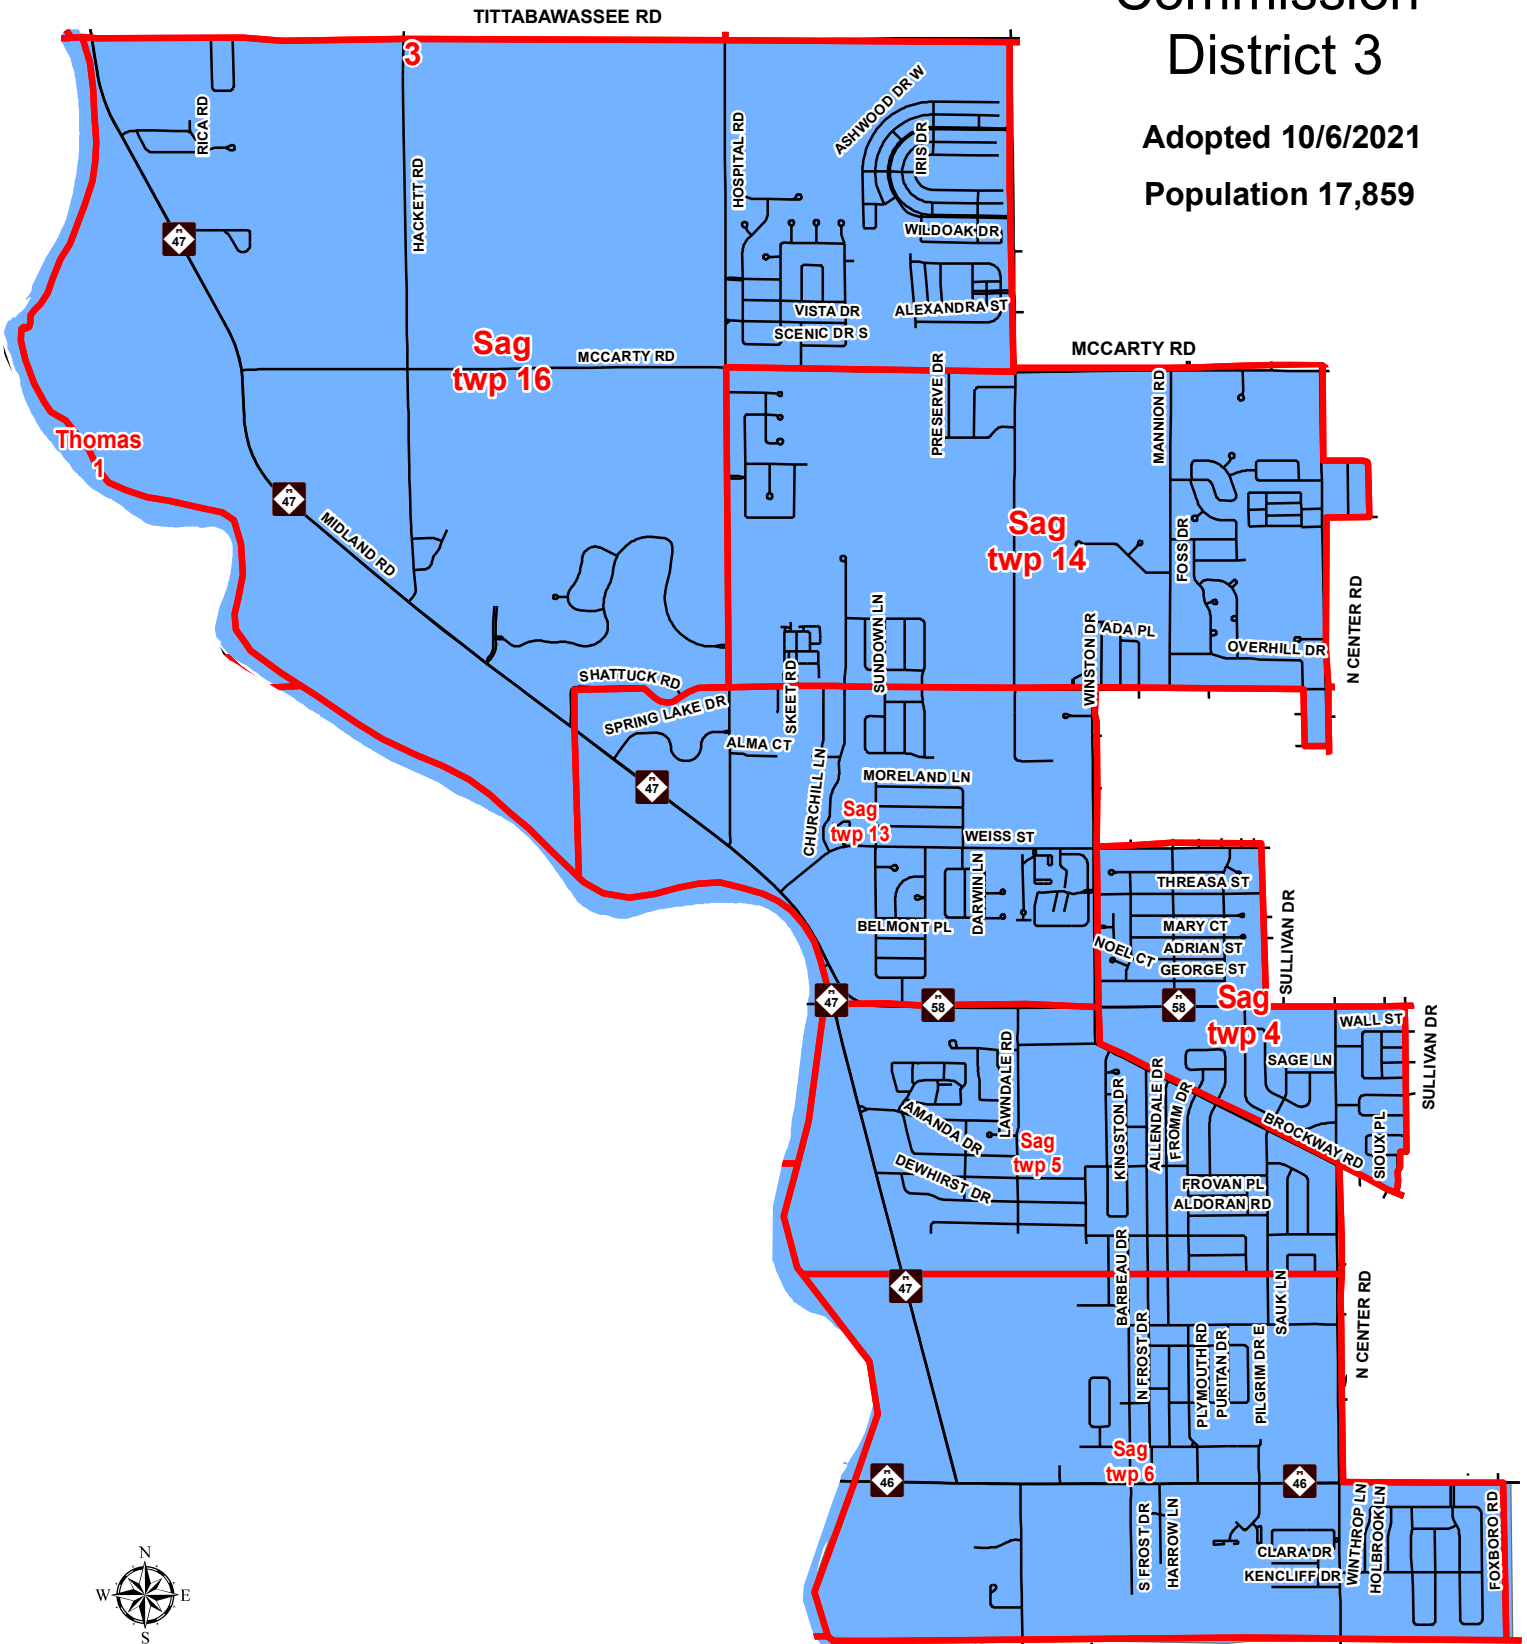 Commission
District 3
Adopted 10/6/2021
Population 17,859
TITTABAWASSEE RD
3
RICA RD
HACKETT RD
HOSPITAL RD
ASHWOOD DR W
IRIS DR
WILDOAK DR
M
47
VISTA DR
ALEXANDRA ST
SCENIC DR S
Sag
twp 16
MCCARTY RD
MCCARTY RD
PRESERVE DR
MANNION RD
Thomas
1
M
47
MIDLAND RD
Sag
twp 14
FOSS DR
SUNDOWN LN
WINSTON DR
ADA PL
OVERHILL DR
N CENTER RD
SHATTUCK RD
SKEET RD
SPRING LAKE DR
ALMA CT
M
47
CHURCHILL LN
MORELAND LN
Sag
twp 13
WEISS ST
DARWIN LN
THREASA ST
BELMONT PL
MARY CT
NOEL CT
ADRIAN ST
GEORGE ST
SULLIVAN DR
M
47
M
58
M
58
Sag
twp 4
WALL ST
SULLIVAN DR
SAGE LN
LAWNDALE RD
AMANDA DR
KINGSTON DR
ALLENDALE DR
FROMM DR
BROCKWAY RD
SIOUX PL
Sag
twp 5
DEWHIRST DR
FROVAN PL
ALDORAN RD
BARBEAU DR
M
47
SAUK LN
N CENTER RD
N FROST DR
PLYMOUTH RD
PURITAN DR
PILGRIM DR E
Sag
twp 6
M
46
M
46
S FROST DR
HARROW LN
WINTHROP LN
HOLBROOK LN
FOXBORO RD
CLARA DR
KENCLIFF DR
N
W E
S